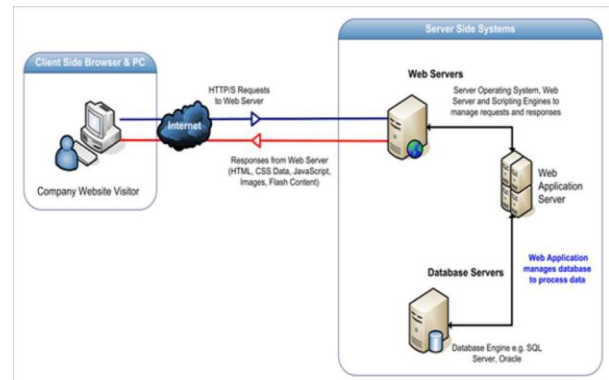 Client Side Browser & PC
Company Website Visitor
HTTP/S Requests
to Web Server
Internet
Responses from Web Server
(HTML, CSS Data, JavaScript,
Images, Flash Content)
Server Side Systems
Web Servers
Server Operating System, Web
Server and Scripting Engines to
manage requests and responses
Web
Application
Server
Web Application
manages database
to process data
Database Servers
Database Engine e.g. SQL
Server, Oracle